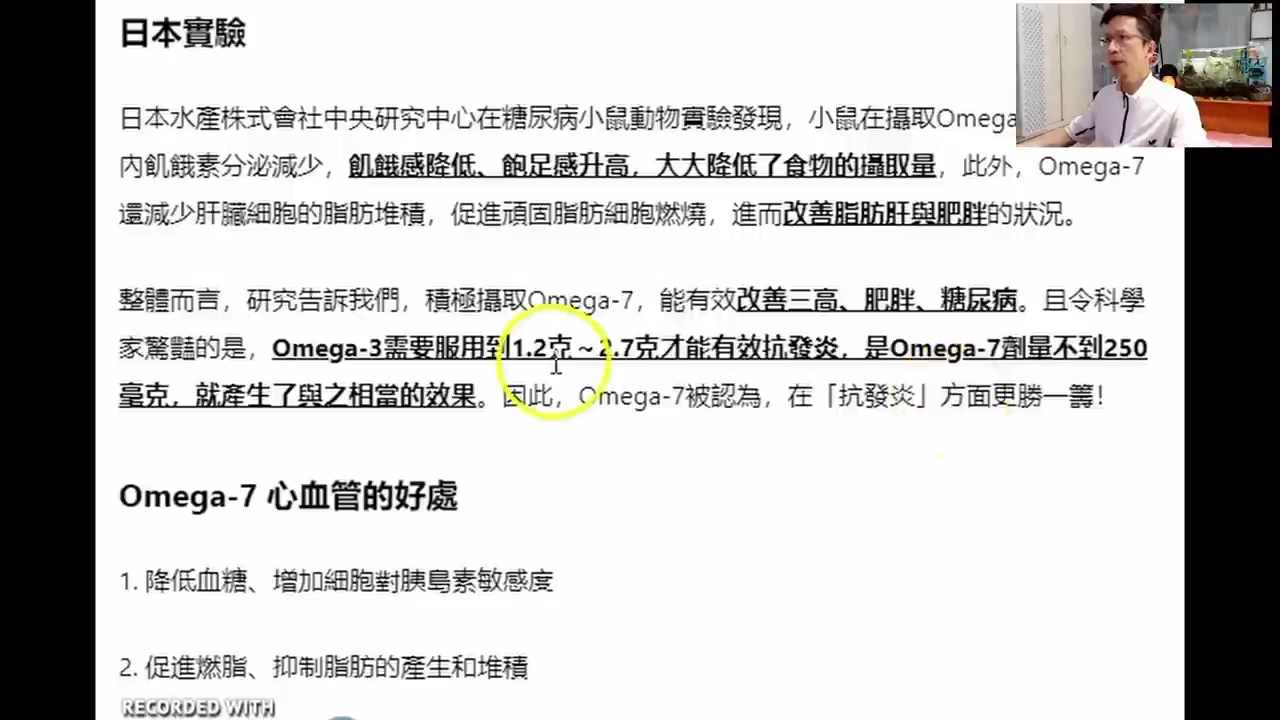 日本實驗
日本水產株式會社中央研究中心在糖尿病小鼠動物實驗發現，小鼠在攝取Omega
內飢餓素分泌減少，飢餓感降低、飽足感升高，大大降低了食物的攝取量，此外，Omega-7
還減少肝臟細胞的脂肪堆積，促進頑固脂肪細胞燃燒，進而改善脂肪肝與肥胖的狀況。
整體而言，研究告訴我們，積極攝取Omega-7，能有效改善三高、肥胖、糖尿病。且令科學
家驚豔的是，Omega-3需要服用到1.2克～2.7克才能有效抗發炎，是Omega-7劑量不到250
毫克，就產生了與之相當的效果。因此，Omega-7被認為，在「抗發炎」方面更勝一籌！
Omega-7 心血管的好處
1. 降低血糖、增加細胞對胰島素敏感度
2. 促進燃脂、抑制脂肪的產生和堆積
RECORDED WITH